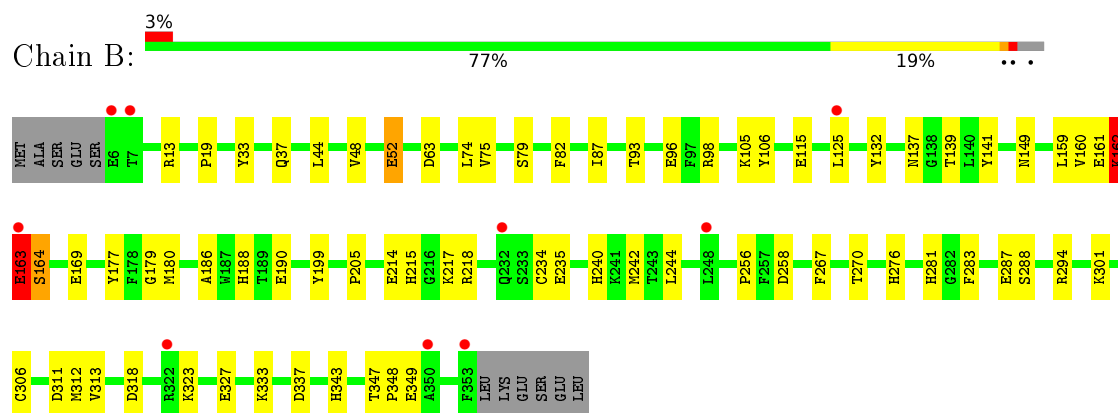 3%
Chain B:
77% 19% •• •
MET ALA SER GLU SER E6 T7 R13 P19 Y33 Q37 L44 V48 E52 D63 L74 V75 S79 F82 I87 T93 E96 F97 R98 K105 Y106 E115 L125 Y132 N137 G138 T139 L140 Y141 N149 L159 V160 E161 K162
E163 S164 E169 Y177 F178 G179 M180 A186 W187 H188 T189 E190 Y199 P205 E214 H215 G216 K217 R218 Q232 S233 C234 E235 H240 K241 M242 T243 L244 L248 P256 F257 D258 F267 T270 H276 H281 G282 F283 E287 S288 R294 K301
C306 D311 M312 V313 D318 R322 K323 E327 K333 D337 H343 T347 P348 E349 A350 F353 LEU LYS GLU SER GLU LEU